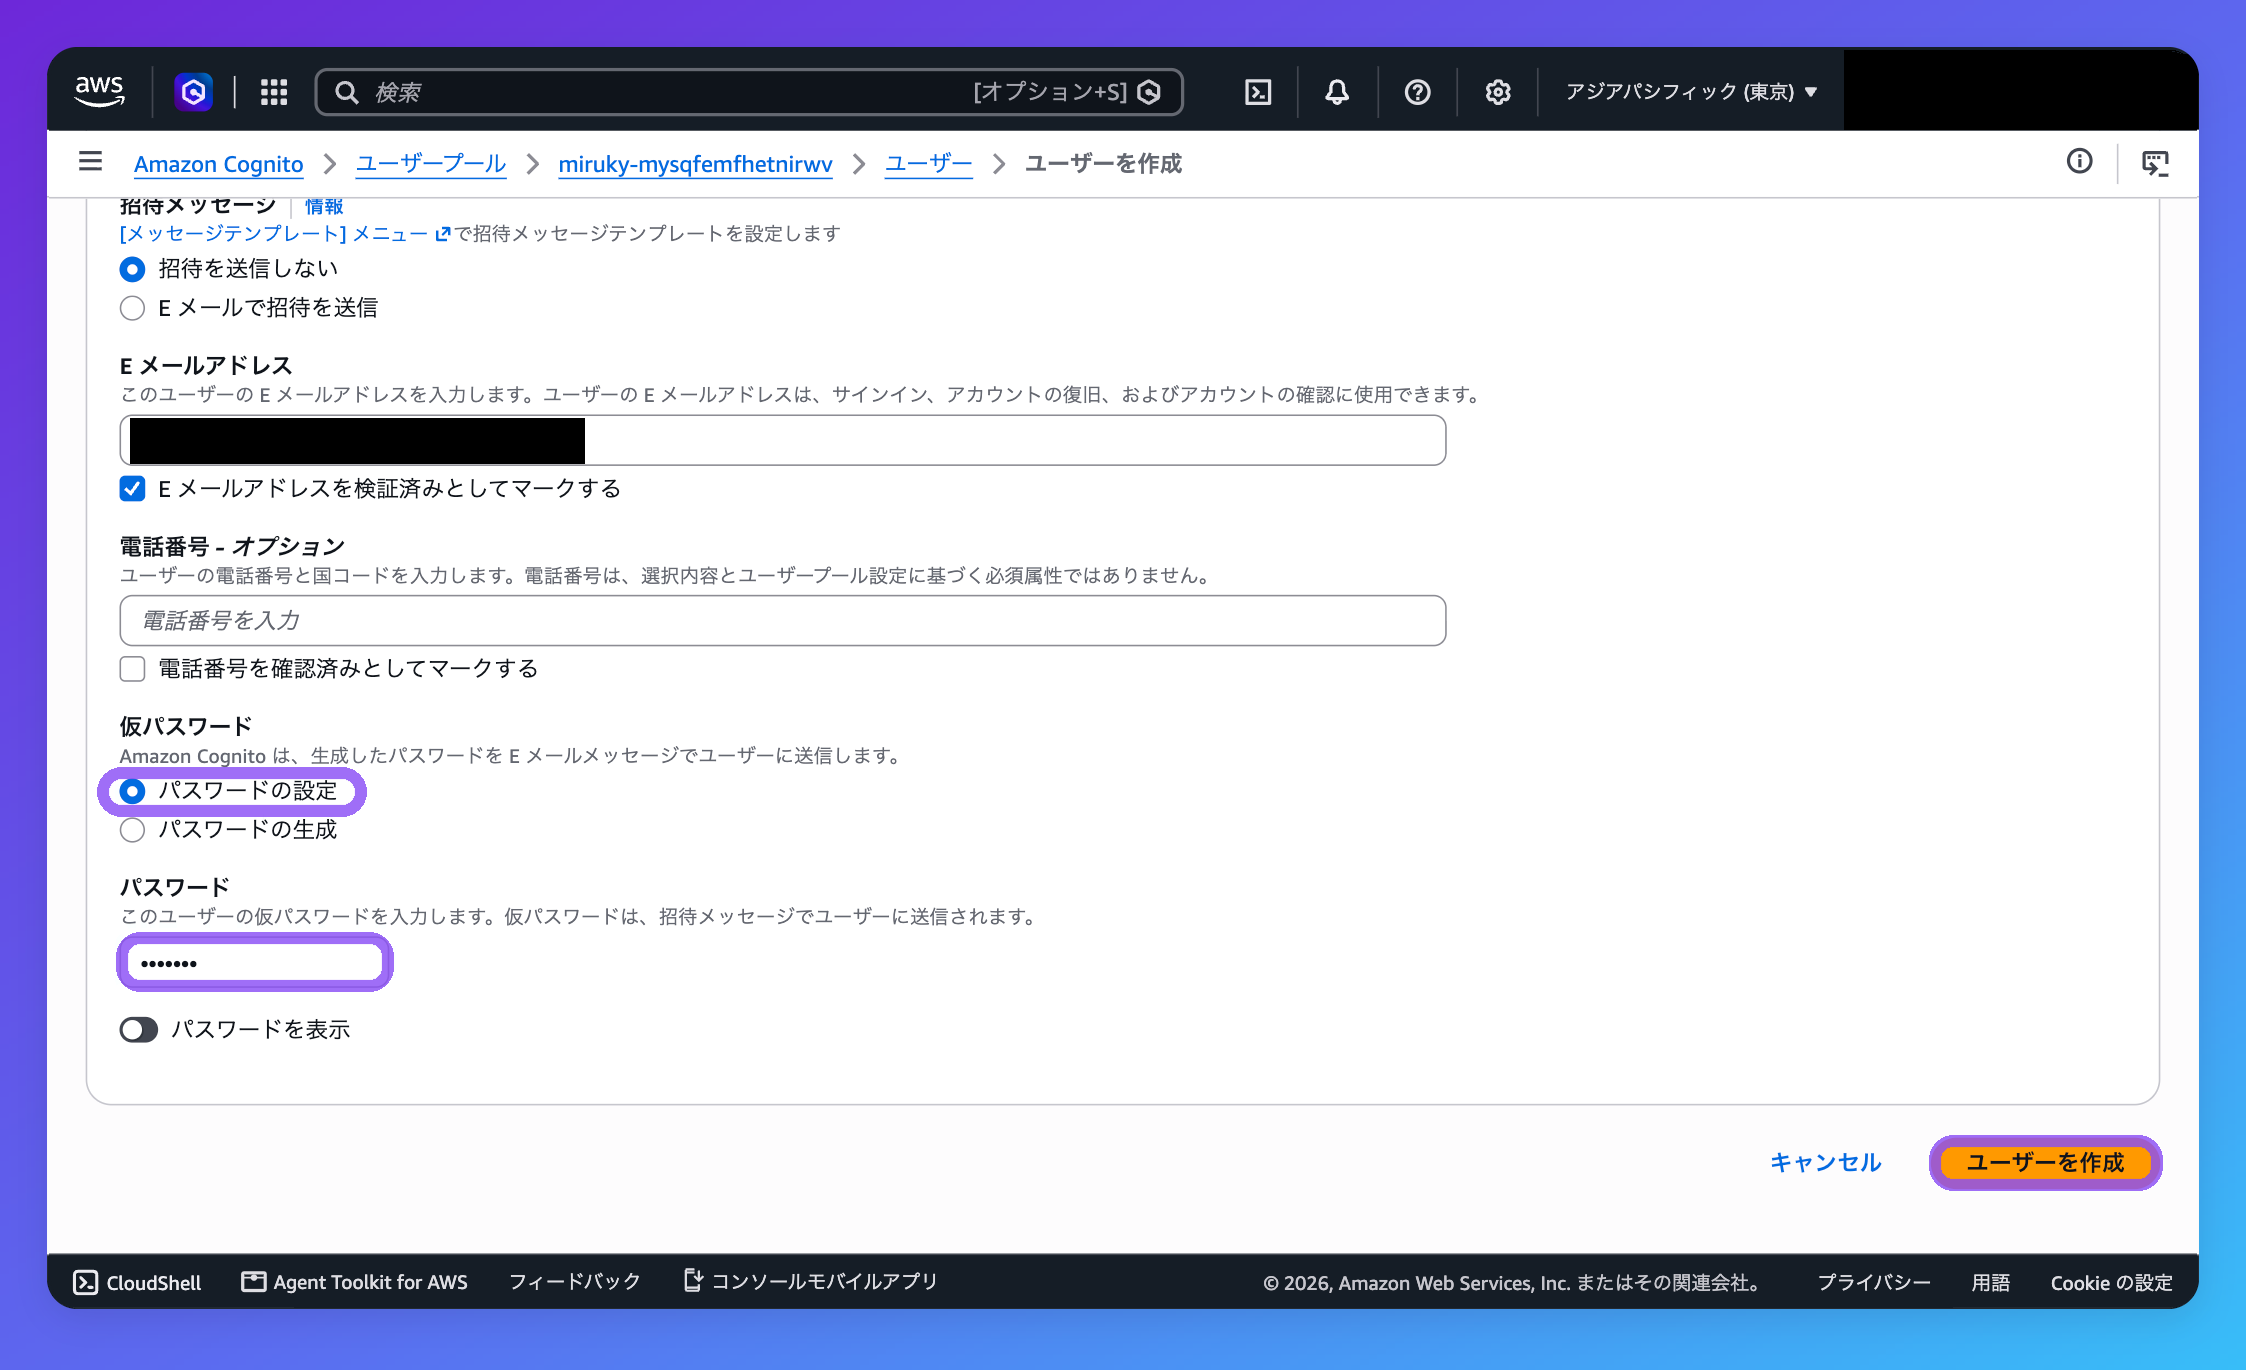 aws
検索
[オプション+S]
アジアパシフィック (東京)
Amazon Cognito
ユーザープール
miruky-mysqfemfhetnirwv
ユーザー
ユーザーを作成
招待メッセージ
情報
[メッセージテンプレート] メニュー で招待メッセージテンプレートを設定します
招待を送信しない
E メールで招待を送信
E メールアドレス
このユーザーの E メールアドレスを入力します。ユーザーの E メールアドレスは、サインイン、アカウントの復旧、およびアカウントの確認に使用できます。
E メールアドレスを検証済みとしてマークする
電話番号 - オプション
ユーザーの電話番号と国コードを入力します。電話番号は、選択内容とユーザープール設定に基づく必須属性ではありません。
電話番号を入力
電話番号を確認済みとしてマークする
仮パスワード
Amazon Cognito は、生成したパスワードを E メールメッセージでユーザーに送信します。
パスワードの設定
パスワードの生成
パスワード
このユーザーの仮パスワードを入力します。仮パスワードは、招待メッセージでユーザーに送信されます。
•••••••
パスワードを表示
キャンセル
ユーザーを作成
CloudShell
Agent Toolkit for AWS
フィードバック
コンソールモバイルアプリ
© 2026, Amazon Web Services, Inc. またはその関連会社。
プライバシー
用語
Cookie の設定